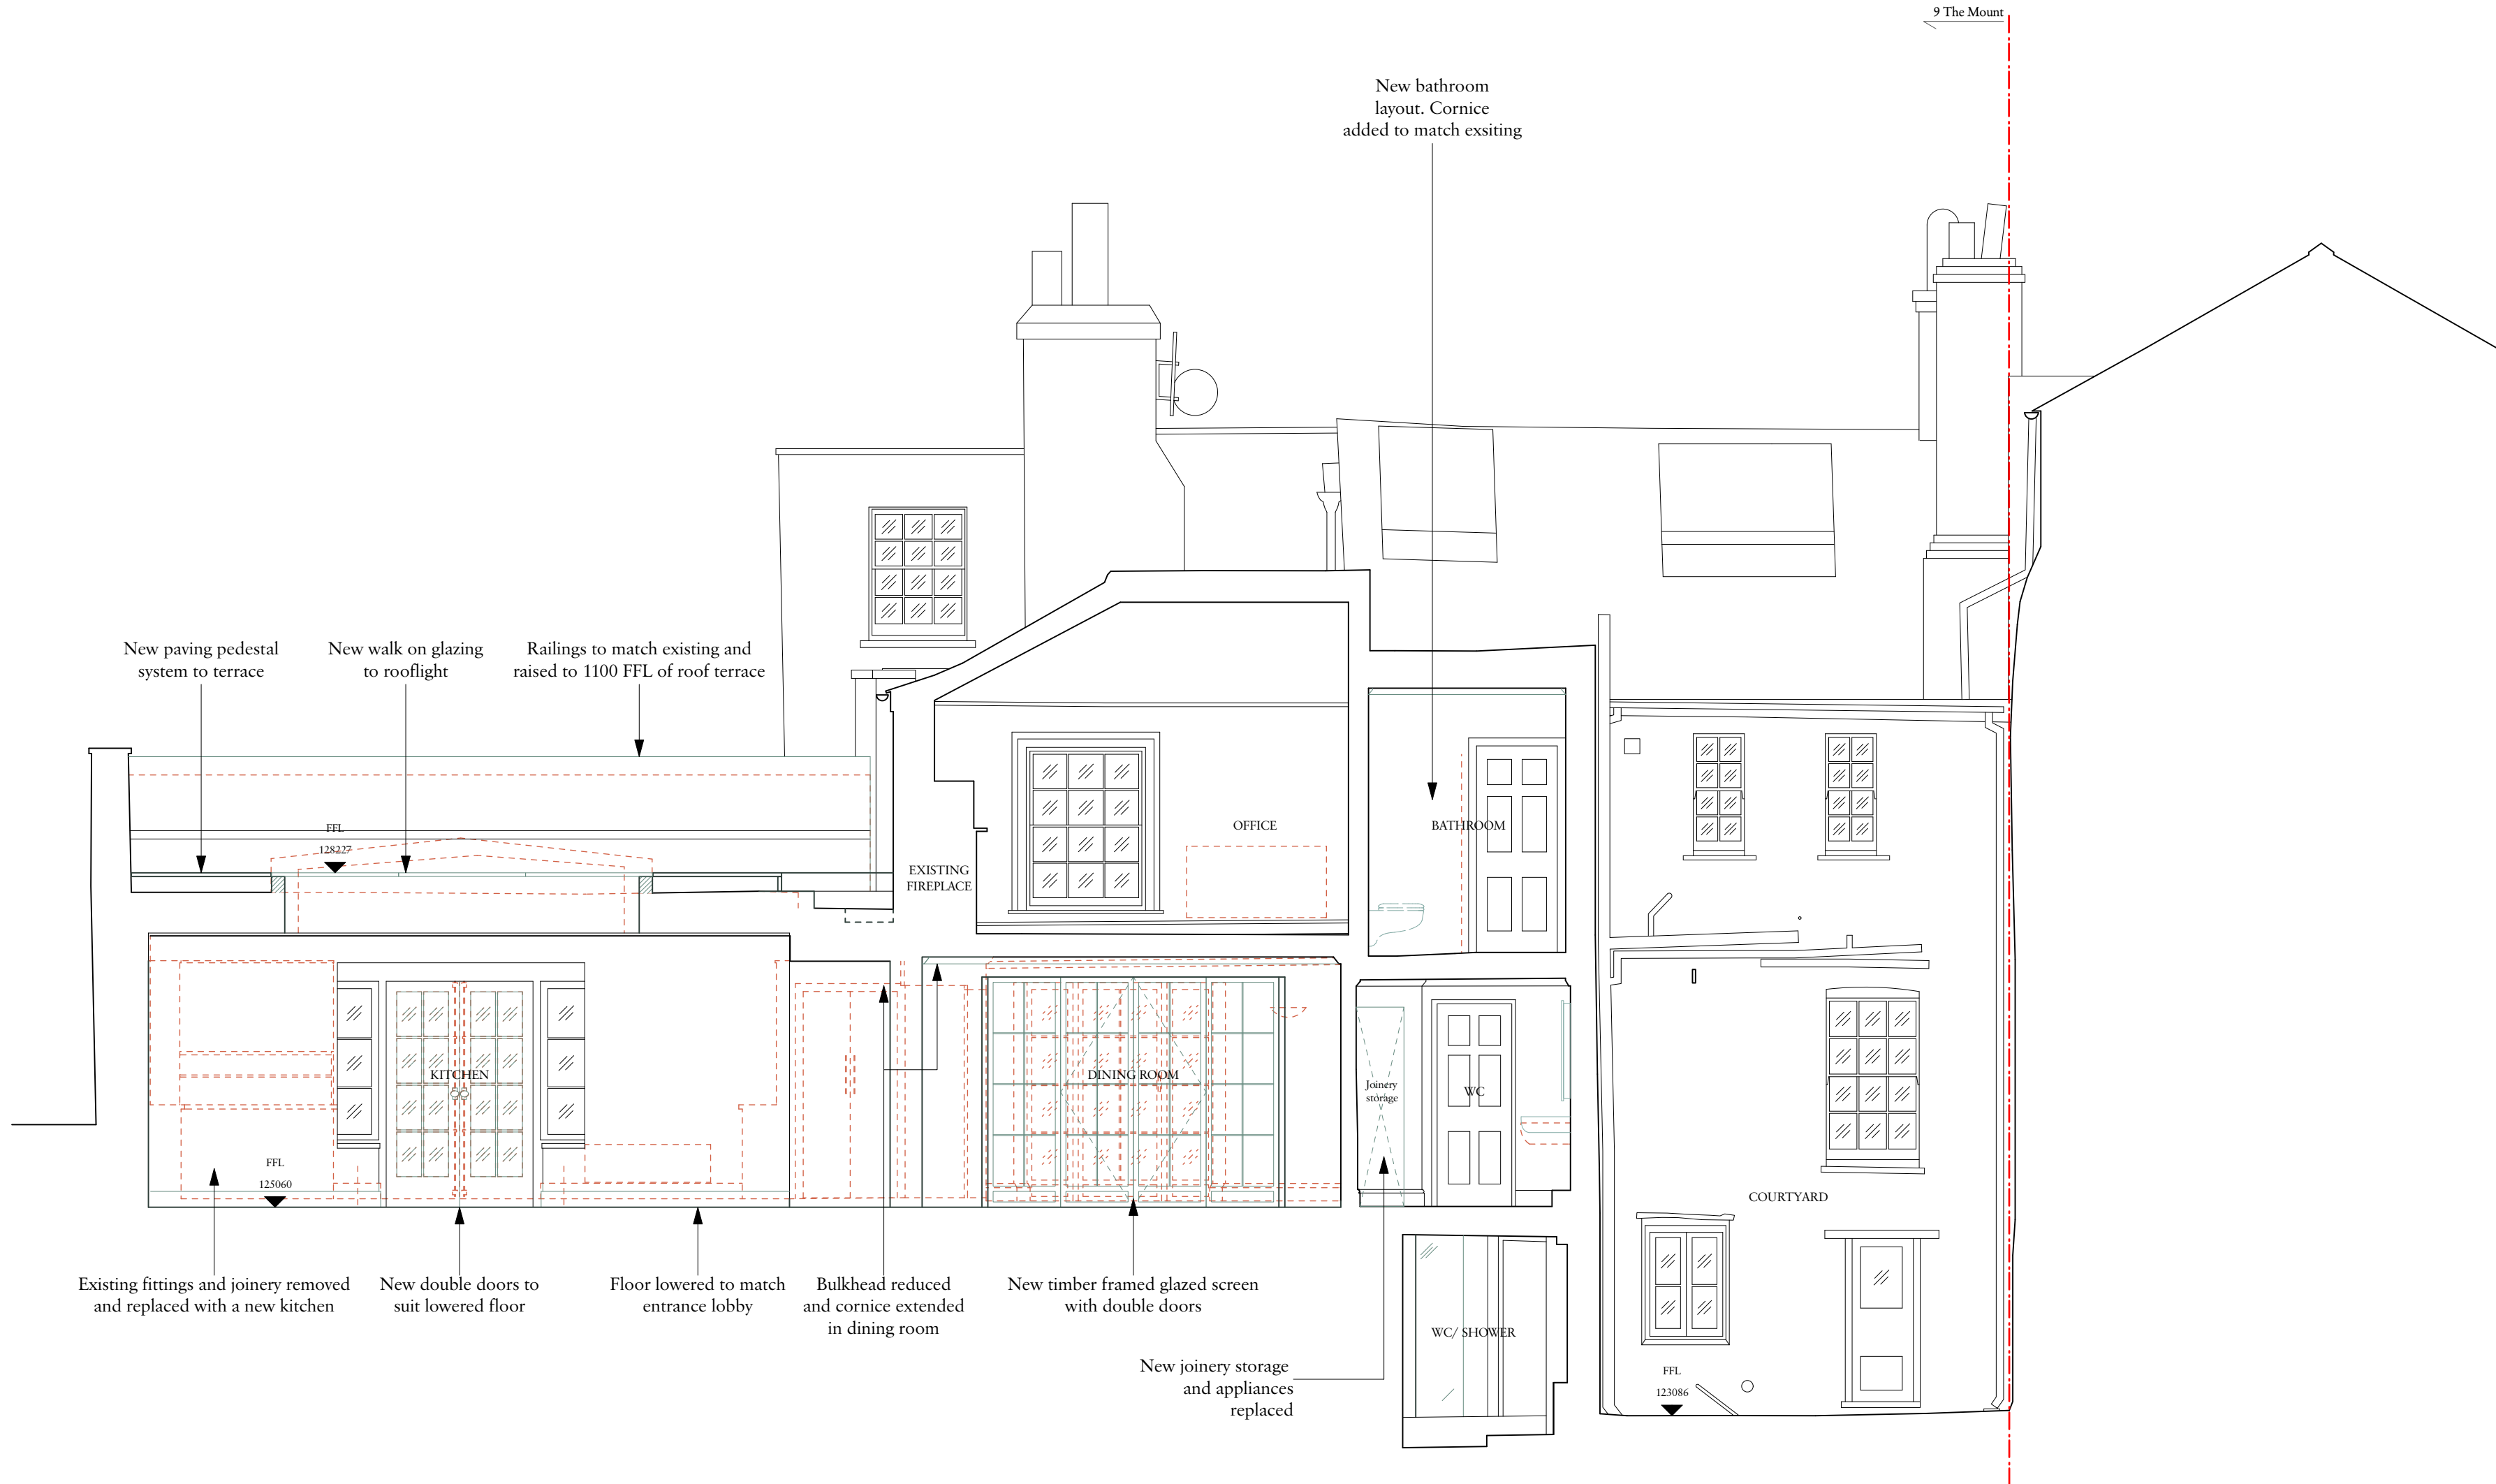 9 The Mount
New bathroom
layout. Cornice
added to match exsiting
New paving pedestal
system to terrace
New walk on glazing
to rooflight
Railings to match existing and
raised to 1100 FFL of roof terrace
FFL
128227
OFFICE
BATHROOM
EXISTING
FIREPLACE
KITCHEN
DINING ROOM
Joinery
storage
WC
FFL
125060
COURTYARD
Existing fittings and joinery removed
and replaced with a new kitchen
New double doors to
suit lowered floor
Floor lowered to match
entrance lobby
Bulkhead reduced
and cornice extended
in dining room
New timber framed glazed screen
with double doors
WC/ SHOWER
New joinery storage
and appliances
replaced
FFL
123086